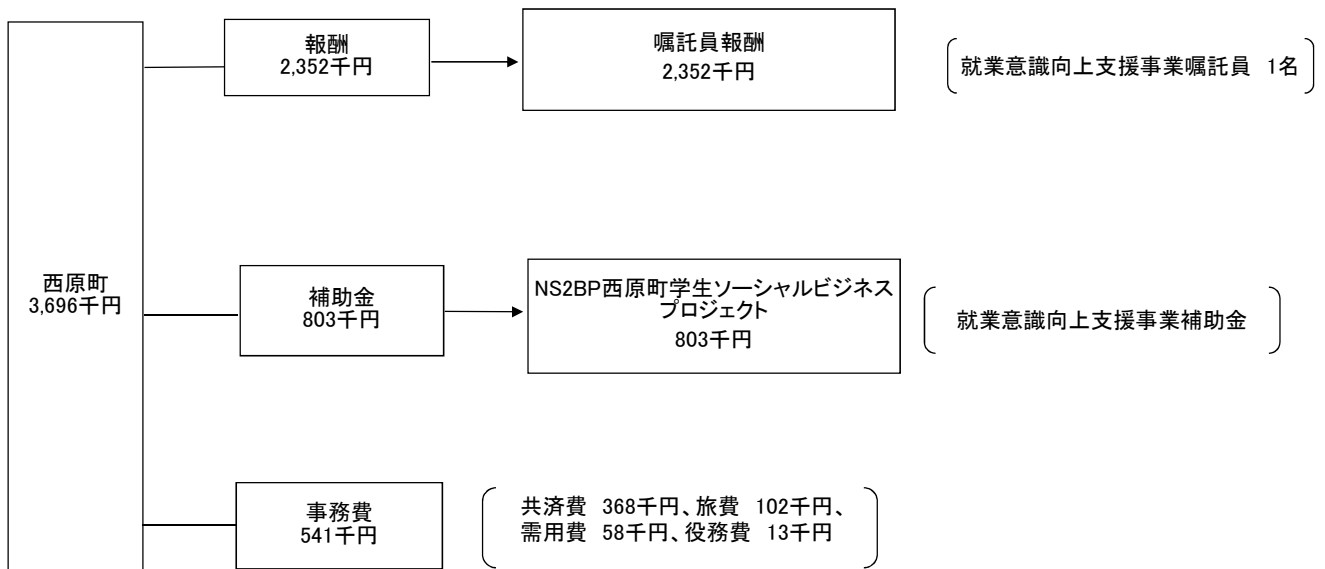 報酬
2,352千円
嘱託員報酬
2,352千円
就業意識向上支援事業嘱託員 1名
西原町
3,696千円
補助金
803千円
NS2BP西原町学生ソーシャルビジネス
プロジェクト
803千円
就業意識向上支援事業補助金
事務費
541千円
共済費 368千円、旅費 102千円、
需用費 58千円、役務費 13千円